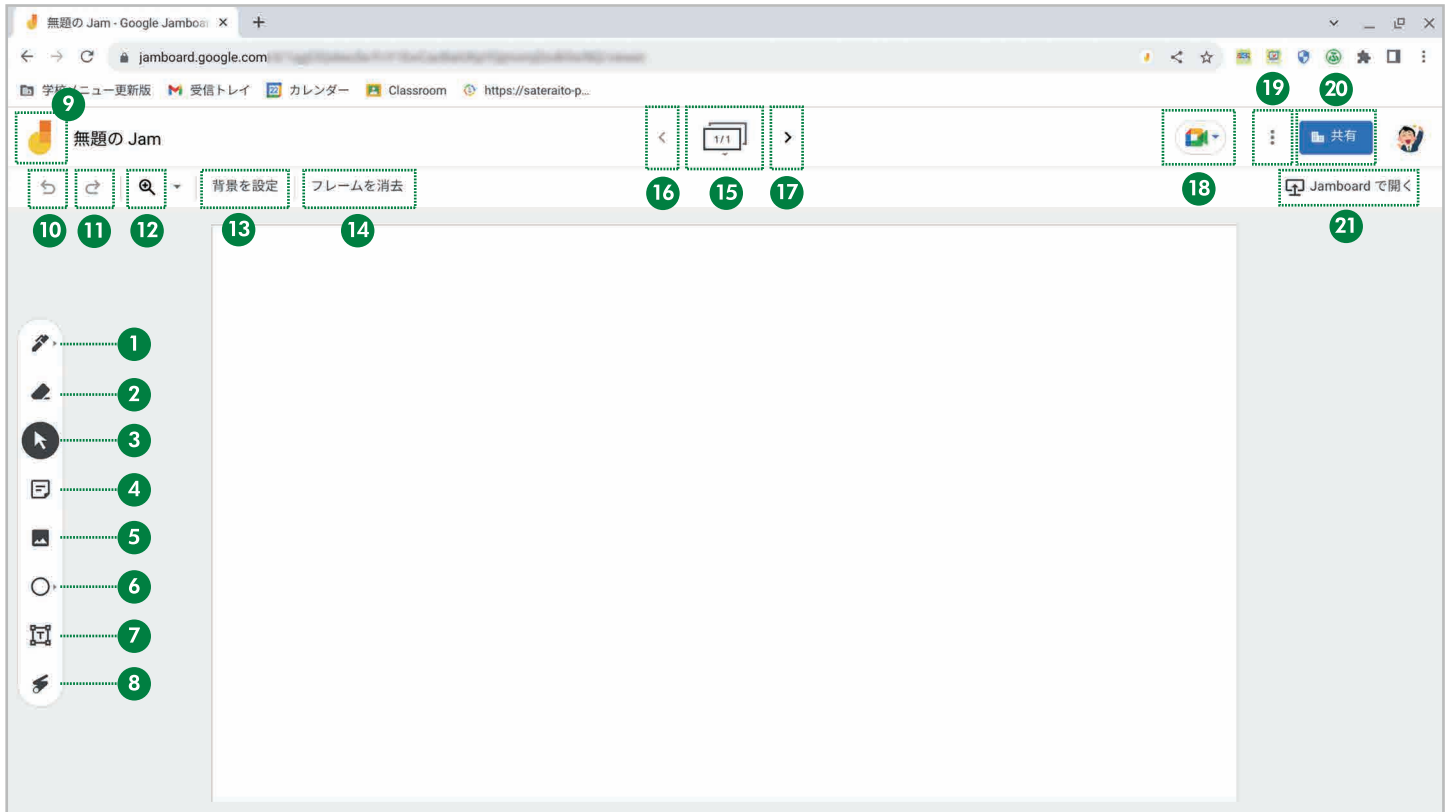 無題の Jam - Google Jamboar
jamboard.google.com
学校メニュー更新版 受信トレイ 22 カレンダー Classroom https://sateraito-p...
9 19 20
無題の Jam 1/1 共有
16 15 17 18
背景を設定 フレームを消去 Jamboard で開く
10 11 12 13 14 21
1
2
3
4
5
6
T 7
8